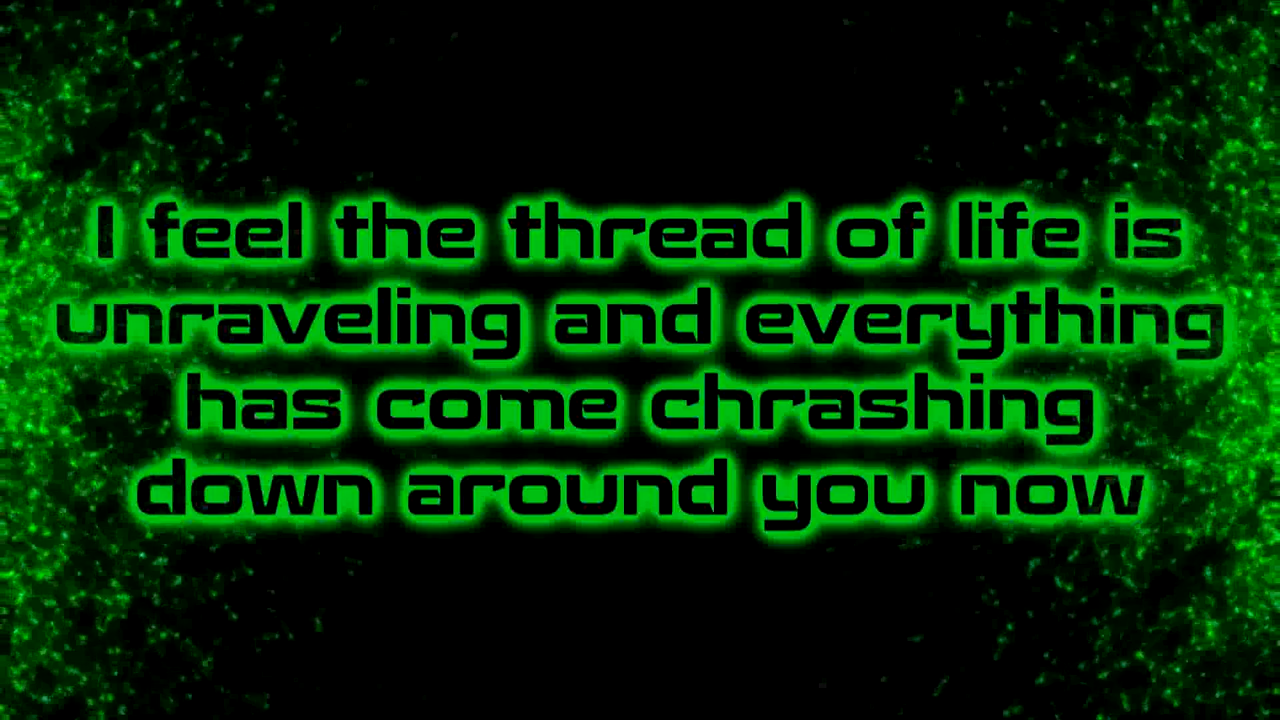 I feel the thread of life is
unraveling and everything
has come chrashing
down around you now